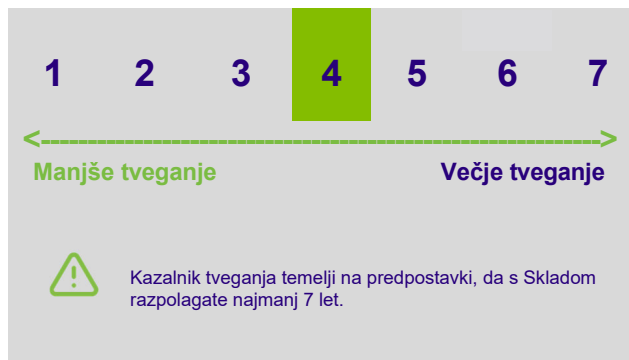 1 2 3 4 5 6 7
<---------------------------------------------------------------->
Manjše tveganje Večje tveganje
Kazalnik tveganja temelji na predpostavki, da s Skladom
razpolagate najmanj 7 let.